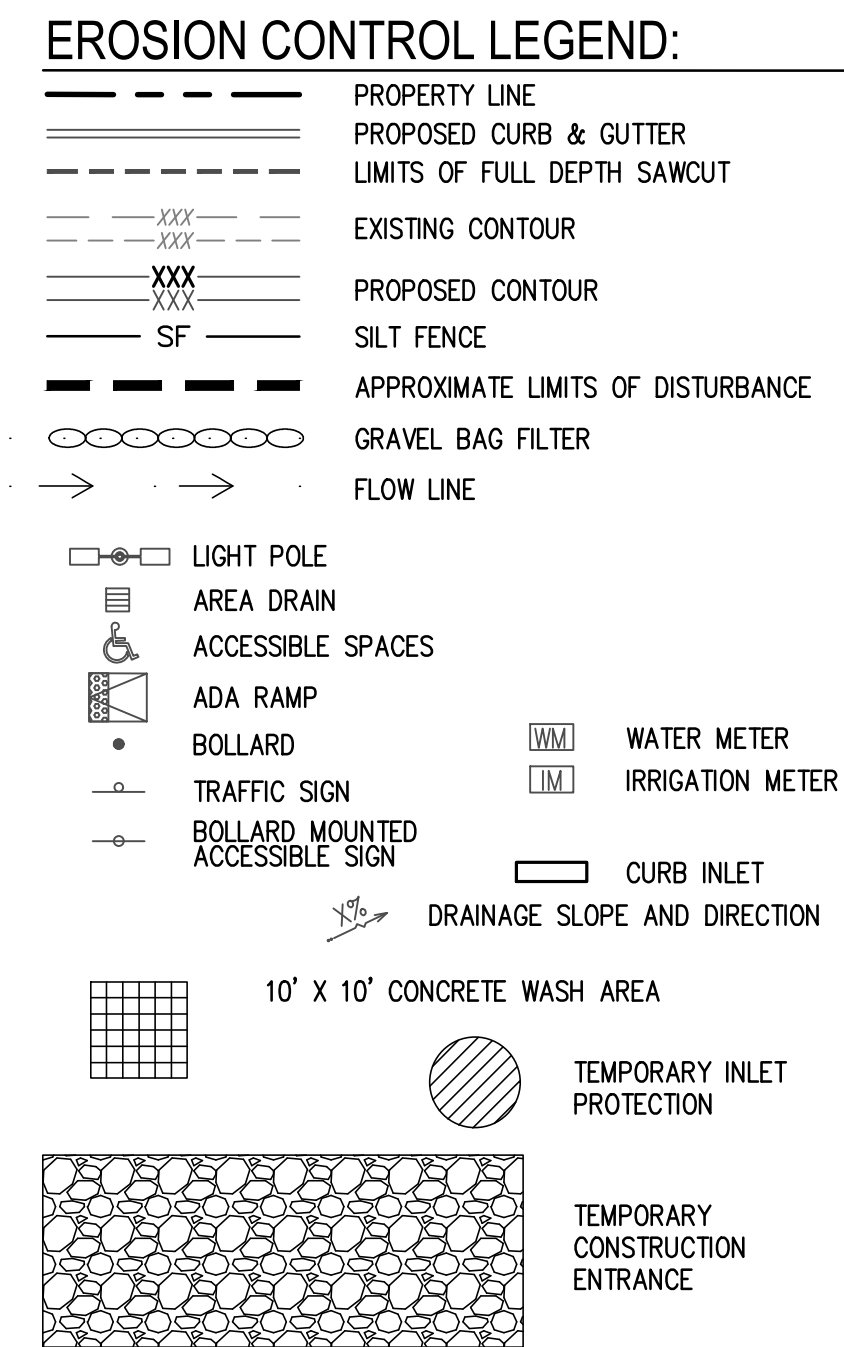 EROSION CONTROL LEGEND:
PROPERTY LINE
PROPOSED CURB & GUTTER
LIMITS OF FULL DEPTH SAWCUT
XXX
XXX
EXISTING CONTOUR
XXX
XXX
PROPOSED CONTOUR
SF
SILT FENCE
APPROXIMATE LIMITS OF DISTURBANCE
GRAVEL BAG FILTER
FLOW LINE
LIGHT POLE
AREA DRAIN
ACCESSIBLE SPACES
ADA RAMP
BOLLARD
TRAFFIC SIGN
BOLLARD MOUNTED
ACCESSIBLE SIGN
WM WATER METER
IM IRRIGATION METER
CURB INLET
X% DRAINAGE SLOPE AND DIRECTION
10' X 10' CONCRETE WASH AREA
TEMPORARY INLET
PROTECTION
TEMPORARY
CONSTRUCTION
ENTRANCE